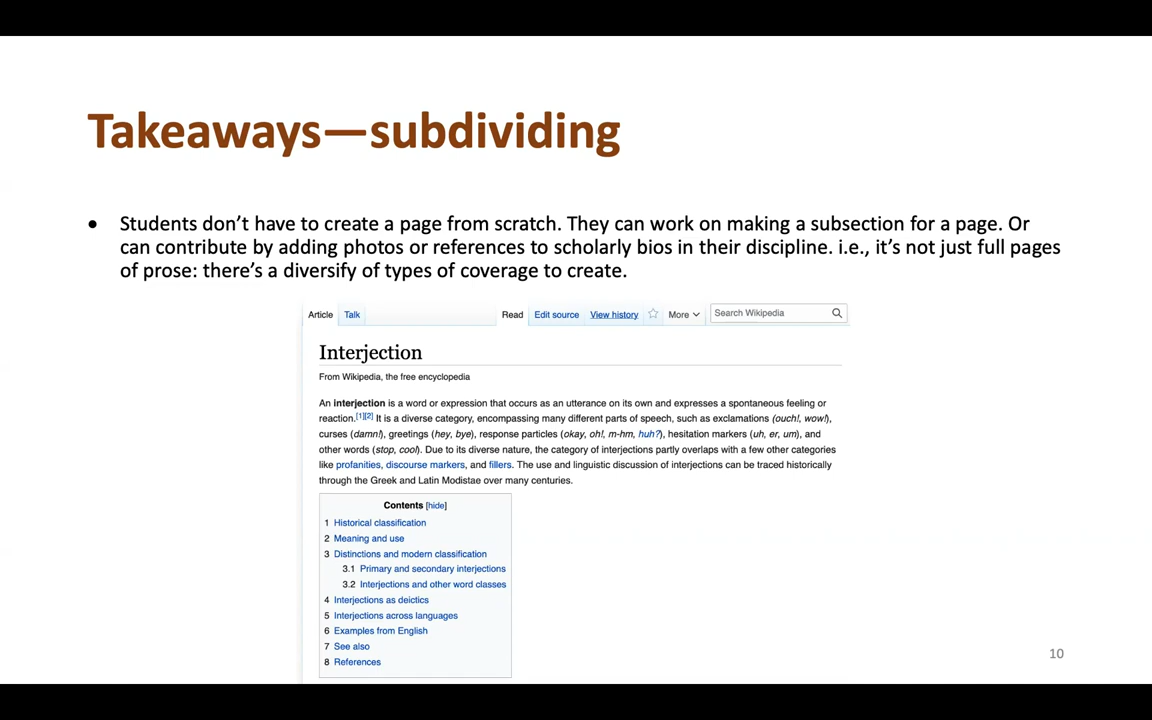 Takeaways—subdividing
• Students don't have to create a page from scratch. They can work on making a subsection for a page. Or
can contribute by adding photos or references to scholarly bios in their discipline. i.e., it's not just full pages
of prose: there's a diversify of types of coverage to create.
Article Talk Read Edit source View history More Search Wikipedia
Interjection
From Wikipedia, the free encyclopedia
An interjection is a word or expression that occurs as an utterance on its own and expresses a spontaneous feeling or
reaction.[1][2] It is a diverse category, encompassing many different parts of speech, such as exclamations (ouch!, wow!),
curses (damn!), greetings (hey, bye), response particles (okay, oh!, m-hm, huh?), hesitation markers (uh, er, um), and
other words (stop, cool). Due to its diverse nature, the category of interjections partly overlaps with a few other categories
like profanities, discourse markers, and fillers. The use and linguistic discussion of interjections can be traced historically
through the Greek and Latin Modistae over many centuries.
Contents [hide]
1 Historical classification
2 Meaning and use
3 Distinctions and modern classification
3.1 Primary and secondary interjections
3.2 Interjections and other word classes
4 Interjections as deictics
5 Interjections across languages
6 Examples from English
7 See also
8 References
10